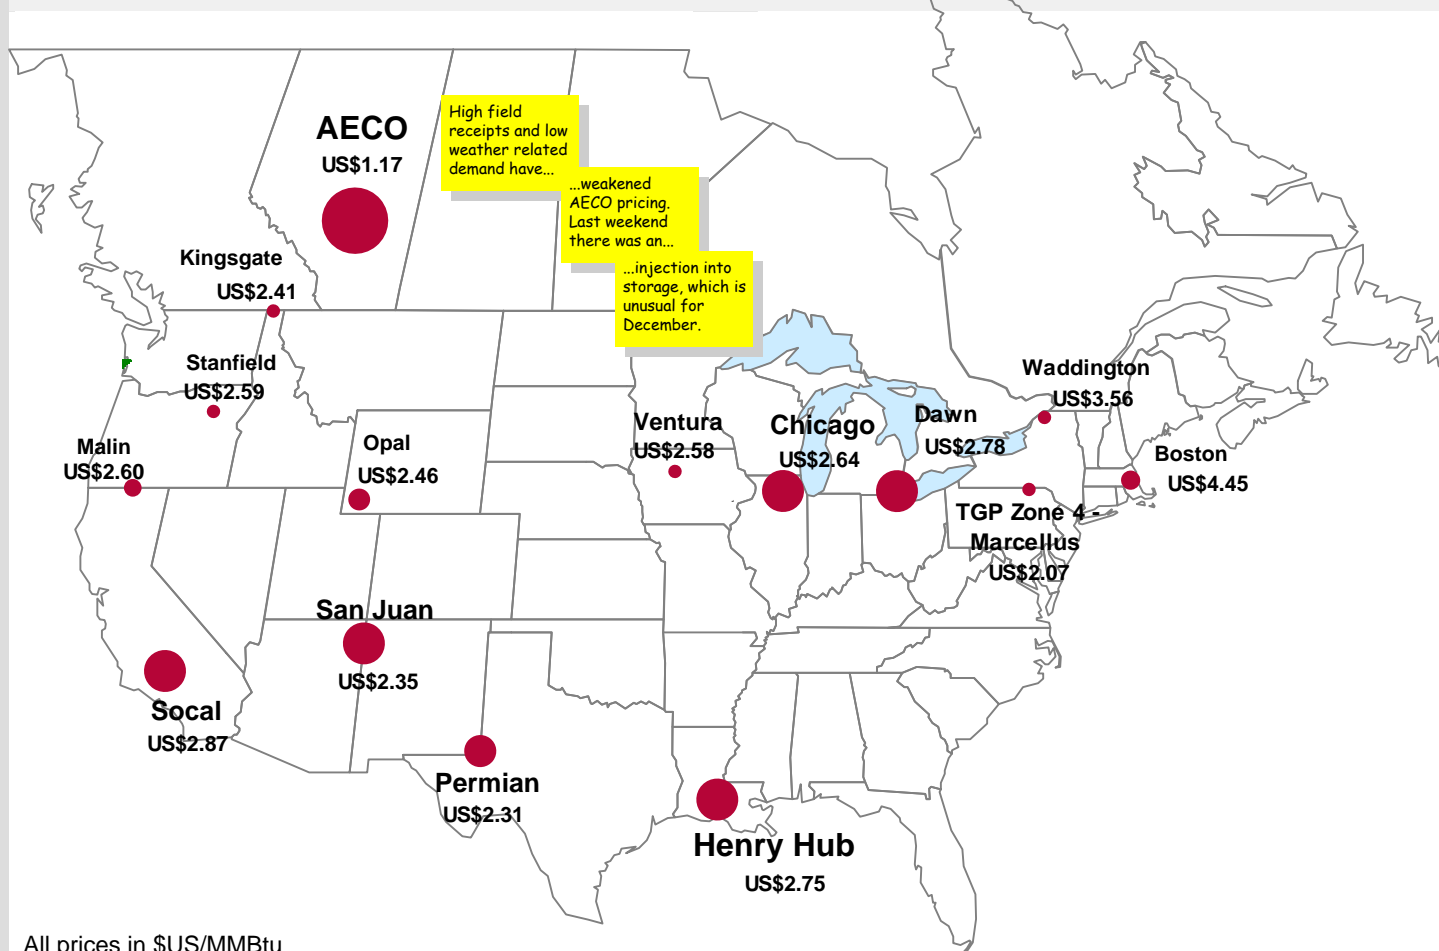 High field
receipts and low
weather related
demand have...
...weakened
AECO pricing.
Last weekend
there was an...
...injection into
storage, which is
unusual for
December.
AECO
US$1.17
Kingsgate
US$2.41
Stanfield
US$2.59
Malin
US$2.60
Opal
US$2.46
Ventura
US$2.58
Chicago
US$2.64
Dawn
US$2.78
Waddington
US$3.56
Boston
US$4.45
TGP Zone 4 -
Marcellus
US$2.07
San Juan
US$2.35
Socal
US$2.87
Permian
US$2.31
Henry Hub
US$2.75
All prices in $US/MMBtu